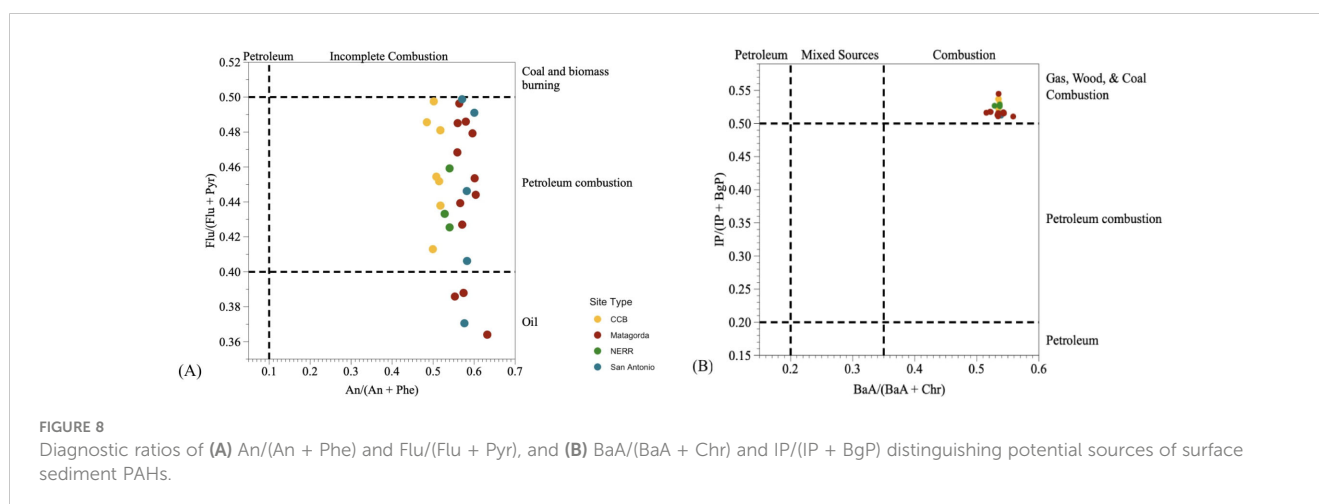 Petroleum Incomplete Combustion
0.52
0.50
0.48
0.46
0.44
0.42
0.40
0.38
0.36
Flu/(Flu + Pyr)
Coal and biomass
burning
Petroleum combustion
Oil
Site Type
CCB
Matagorda
NERR
San Antonio
0.1 0.2 0.3 0.4 0.5 0.6 0.7
An/(An + Phe)
(A)
Petroleum Mixed Sources Combustion
0.55
0.50
0.45
0.40
0.35
0.30
0.25
0.20
0.15
IP/(IP + BgP)
Gas, Wood, & Coal
Combustion
Petroleum combustion
Petroleum
0.2 0.3 0.4 0.5 0.6
BaA/(BaA + Chr)
(B)
FIGURE 8
Diagnostic ratios of (A) An/(An + Phe) and Flu/(Flu + Pyr), and (B) BaA/(BaA + Chr) and IP/(IP + BgP) distinguishing potential sources of surface
sediment PAHs.